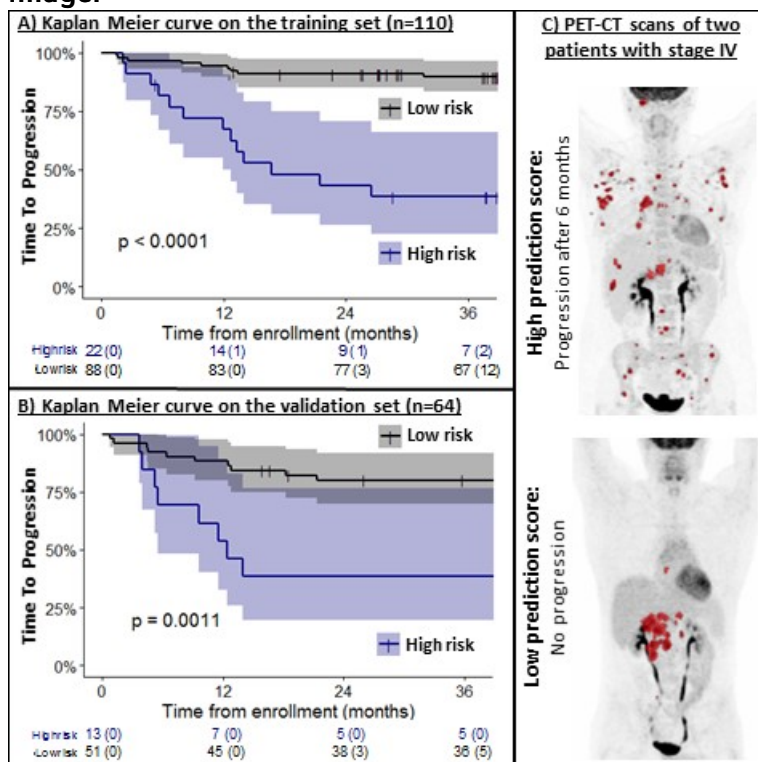 A) Kaplan Meier curve on the training set (n=110)
100%
75%
50%
25%
0%
Time To Progression
Low risk
High risk
p < 0.0001
0 12 24 36
Time from enrollment (months)
Highrisk 22 (0) 14 (1) 9 (1) 7 (2)
Lowrisk 88 (0) 83 (0) 77 (3) 67 (12)
B) Kaplan Meier curve on the validation set (n=64)
100%
75%
50%
25%
0%
Time To Progression
Low risk
High risk
p = 0.0011
0 12 24 36
Time from enrollment (months)
Highrisk 13 (0) 7 (0) 5 (0) 5 (0)
Lowrisk 51 (0) 45 (0) 38 (3) 36 (5)
C) PET-CT scans of two
patients with stage IV
High prediction score:
Progression after 6 months
Low prediction score:
No progression